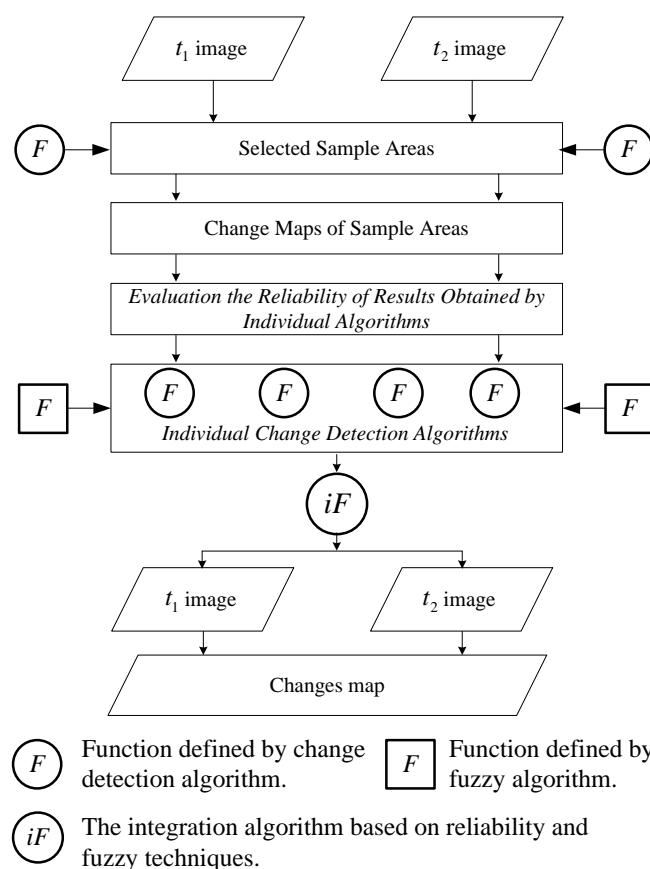 t₁ image
t₂ image
F
Selected Sample Areas
F
Change Maps of Sample Areas
Evaluation the Reliability of Results Obtained by
Individual Algorithms
F
F
F
F
F
F
Individual Change Detection Algorithms
iF
t₁ image
t₂ image
Changes map
F
Function defined by change
detection algorithm.
F
Function defined by
fuzzy algorithm.
iF
The integration algorithm based on reliability and
fuzzy techniques.